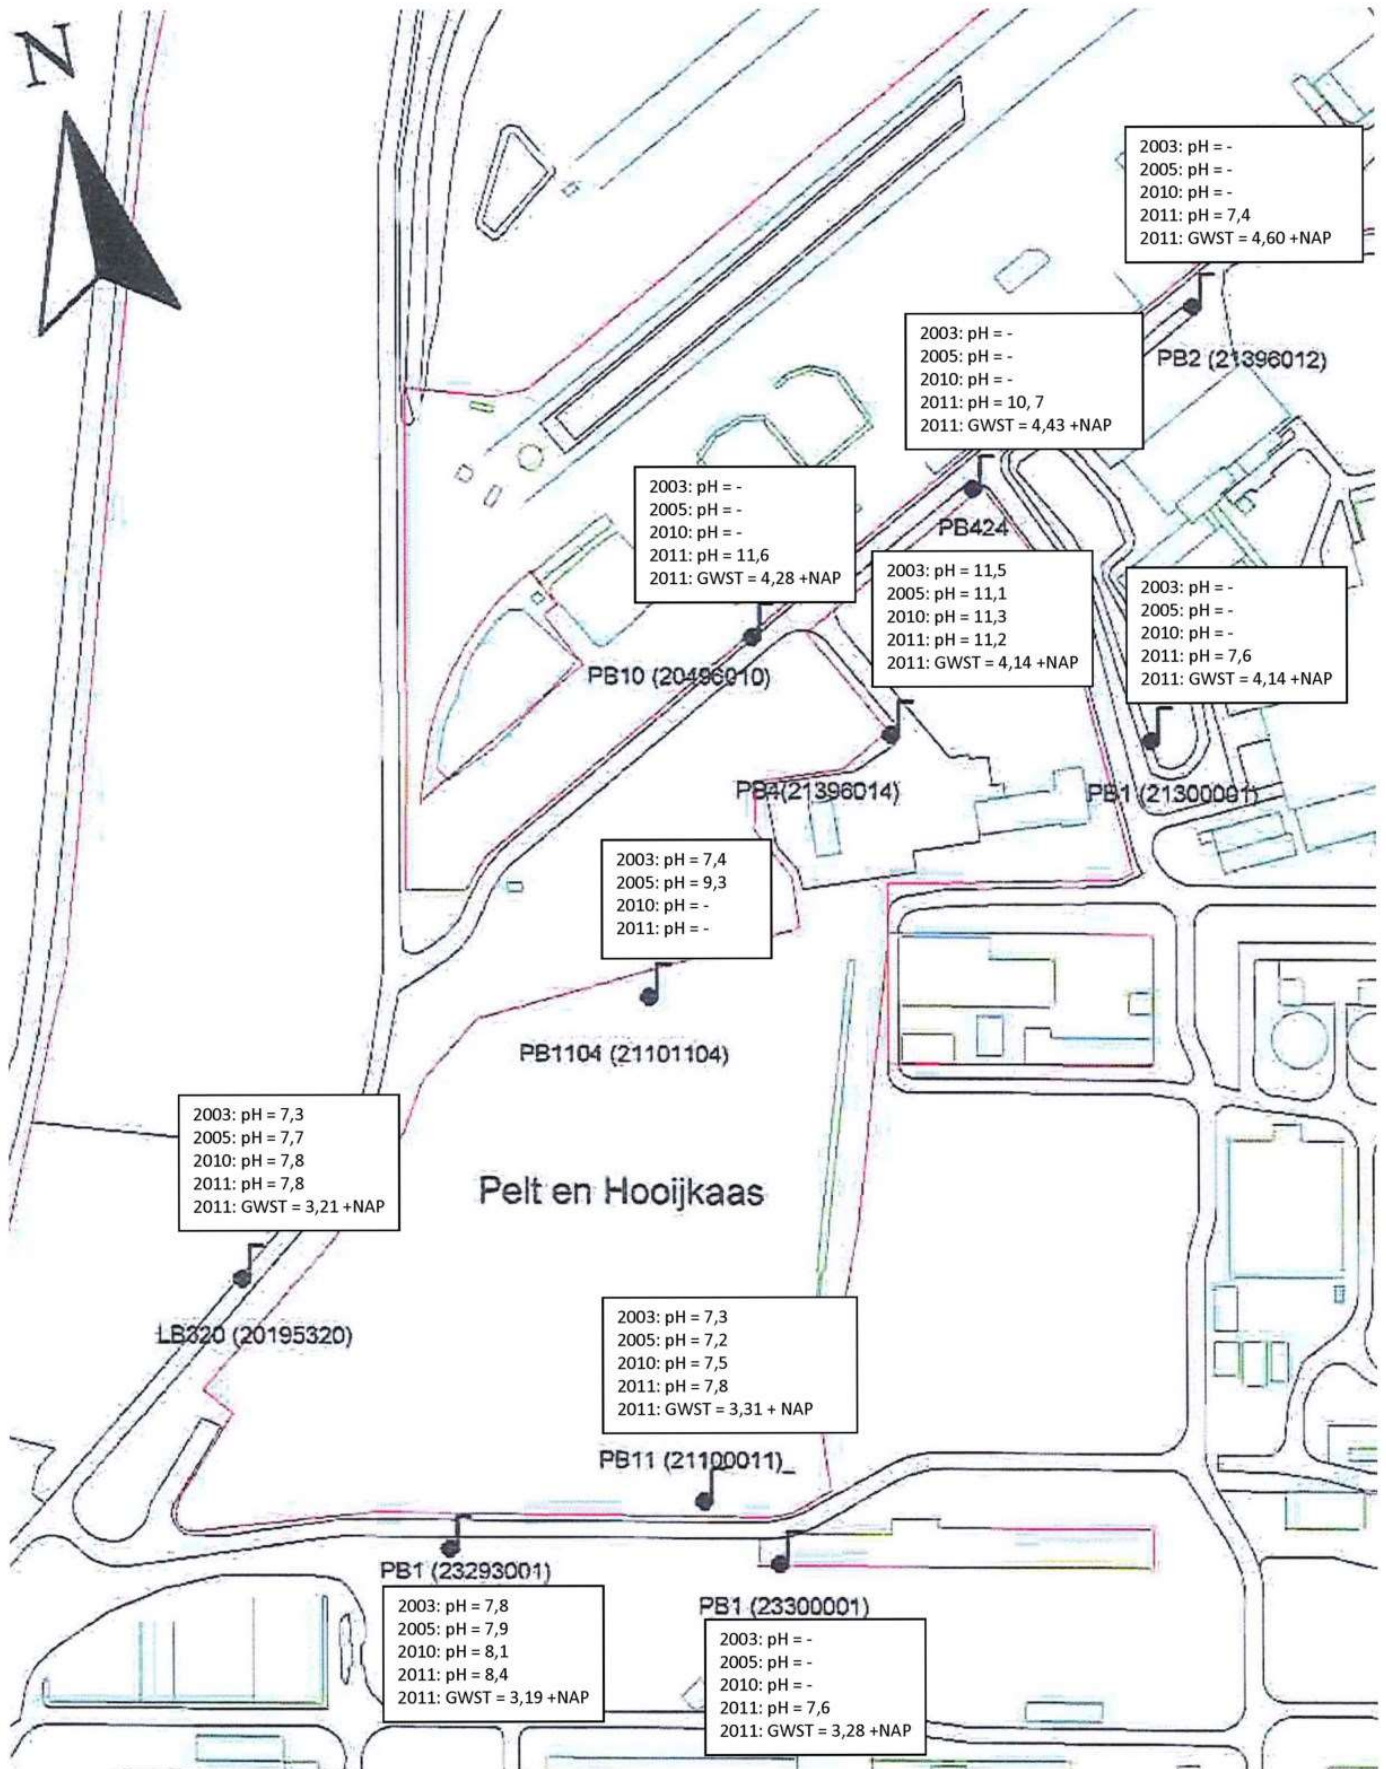 N
2003: pH = -
2005: pH = -
2010: pH = -
2011: pH = 7,4
2011: GWST = 4,60 +NAP
PB2 (21396012)
2003: pH = -
2005: pH = -
2010: pH = -
2011: pH = 10, 7
2011: GWST = 4,43 +NAP
PB424
2003: pH = -
2005: pH = -
2010: pH = -
2011: pH = 11,6
2011: GWST = 4,28 +NAP
PB10 (20496010)
2003: pH = 11,5
2005: pH = 11,1
2010: pH = 11,3
2011: pH = 11,2
2011: GWST = 4,14 +NAP
PB4(21396014)
2003: pH = -
2005: pH = -
2010: pH = -
2011: pH = 7,6
2011: GWST = 4,14 +NAP
PB1 (21300001)
2003: pH = 7,4
2005: pH = 9,3
2010: pH = -
2011: pH = -
PB1104 (21101104)
2003: pH = 7,3
2005: pH = 7,7
2010: pH = 7,8
2011: pH = 7,8
2011: GWST = 3,21 +NAP
LB320 (20195320)
Pelt en Hooijkaas
2003: pH = 7,3
2005: pH = 7,2
2010: pH = 7,5
2011: pH = 7,8
2011: GWST = 3,31 + NAP
PB11 (21100011)_
PB1 (23293001)
2003: pH = 7,8
2005: pH = 7,9
2010: pH = 8,1
2011: pH = 8,4
2011: GWST = 3,19 +NAP
PB1 (23300001)
2003: pH = -
2005: pH = -
2010: pH = -
2011: pH = 7,6
2011: GWST = 3,28 +NAP